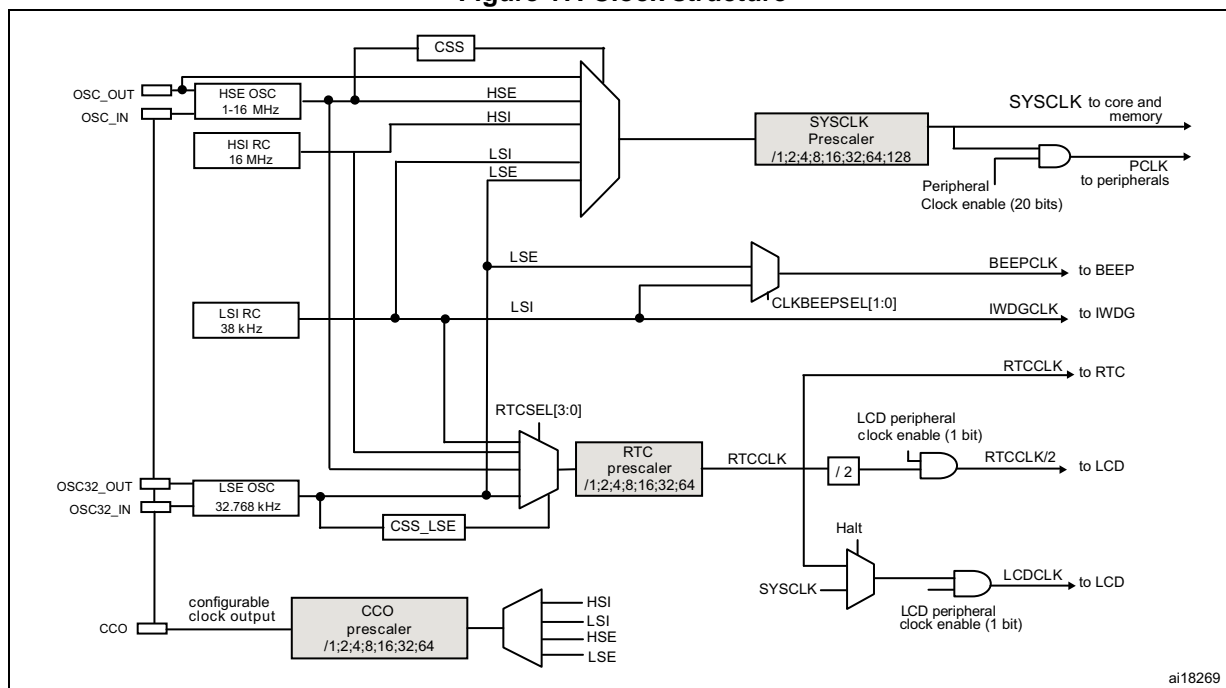 Figure 17. Clock structure
CSS
OSC_OUT
OSC_IN
HSE OSC
1-16 MHz
HSE
HSI RC
16 MHz
HSI
LSI
LSE
SYSCLK
Prescaler
/1;2;4;8;16;32;64;128
SYSCLK to core and
memory
PCLK
to peripherals
Peripheral
Clock enable (20 bits)
LSE
BEEPCLK
to BEEP
CLKBEEPSEL[1:0]
LSI RC
38 kHz
LSI
IWDGCLK
to IWDG
RTCCLK
to RTC
RTCSEL[3:0]
RTC
prescaler
/1;2;4;8;16;32;64
RTCCLK
/ 2
LCD peripheral
clock enable (1 bit)
RTCCLK/2
to LCD
OSC32_OUT
OSC32_IN
LSE OSC
32.768 kHz
CSS_LSE
Halt
SYSCLK
LCDCLK
to LCD
LCD peripheral
clock enable (1 bit)
CCO
configurable
clock output
CCO
prescaler
/1;2;4;8;16;32;64
HSI
LSI
HSE
LSE
ai18269